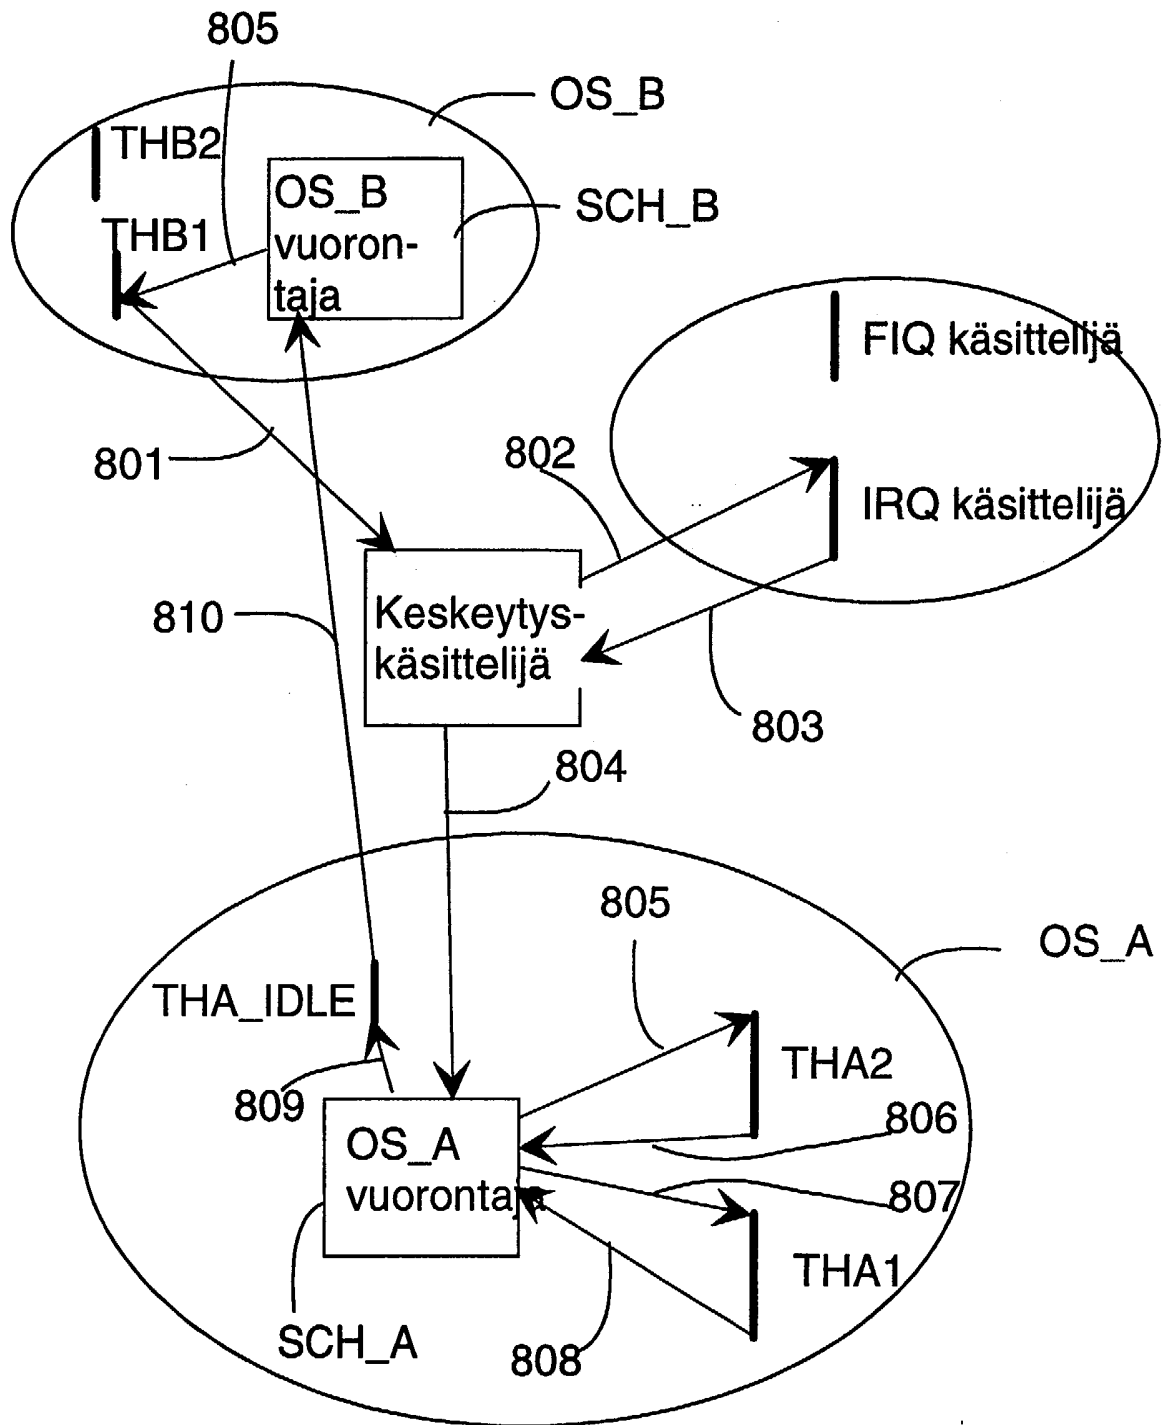 805
OS_B
THB2
OS_B
vuoron-
taja
SCH_B
THB1
FIQ käsittelijä
801
802
IRQ käsittelijä
810
Keskeytys-
käsittelijä
803
804
805
OS_A
THA_IDLE
THA2
809
806
OS_A
vuorontaja
807
THA1
SCH_A
808